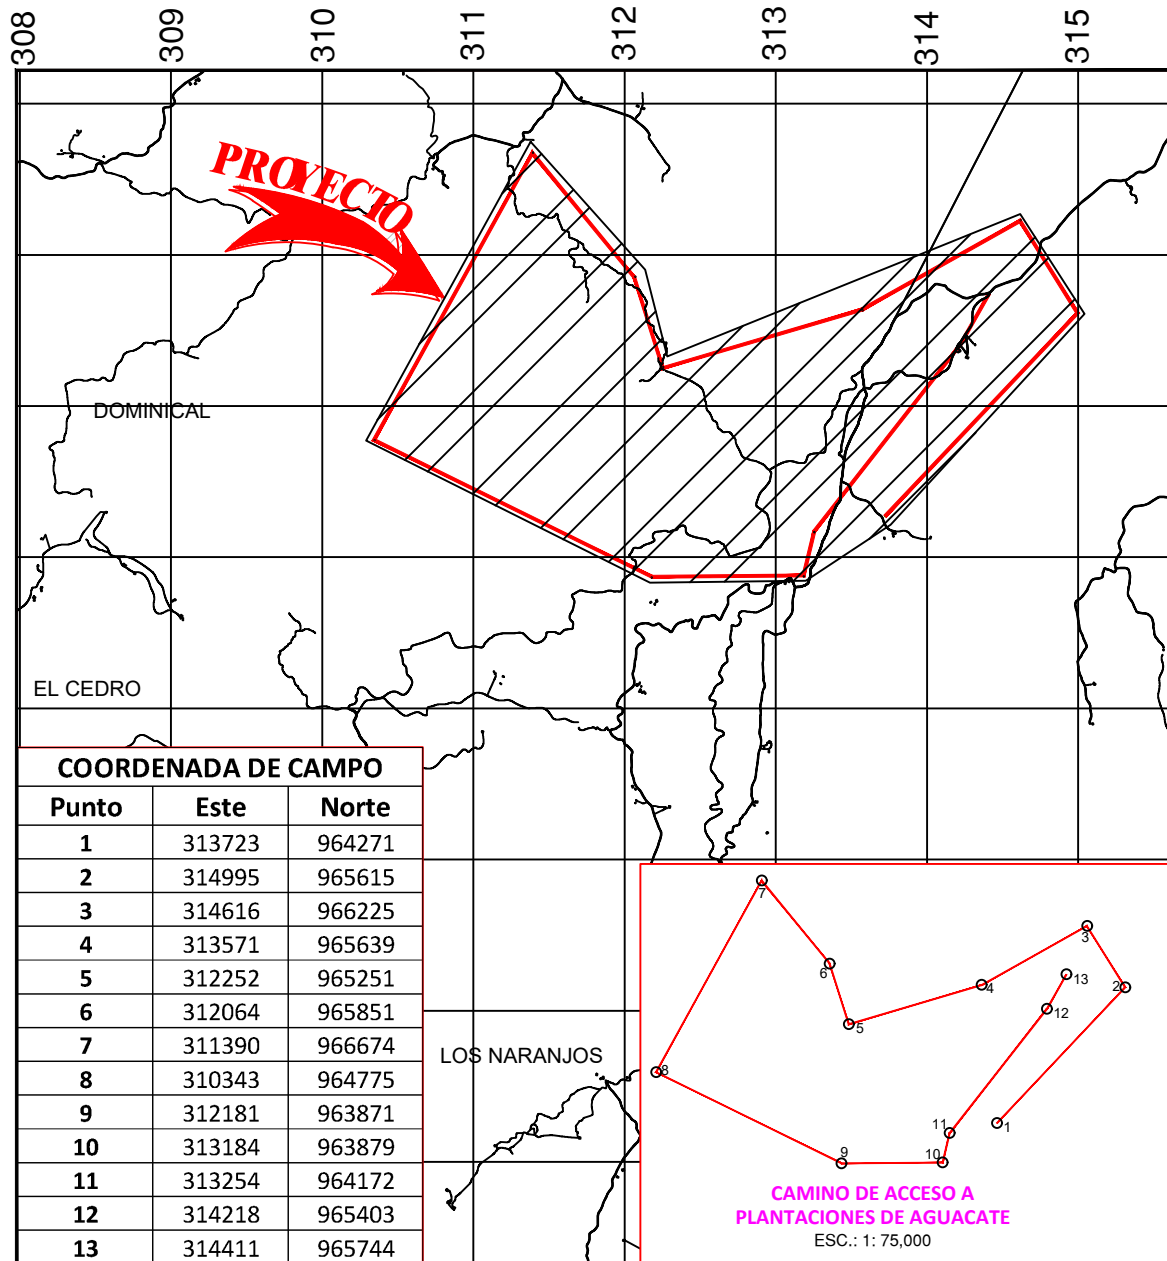 308 309 310 311 312 313 314 315
PROYECTO
DOMINICAL
EL CEDRO
COORDENADA DE CAMPO
Punto Este Norte
1 313723 964271
2 314995 965615
3 314616 966225
4 313571 965639
5 312252 965251
6 312064 965851
7 311390 966674
8 310343 964775
9 312181 963871
10 313184 963879
11 313254 964172
12 314218 965403
13 314411 965744
LOS NARANJOS
7
3
6
13
4
2
12
5
8
11
1
9
10
CAMINO DE ACCESO A
PLANTACIONES DE AGUACATE
ESC.: 1: 75,000